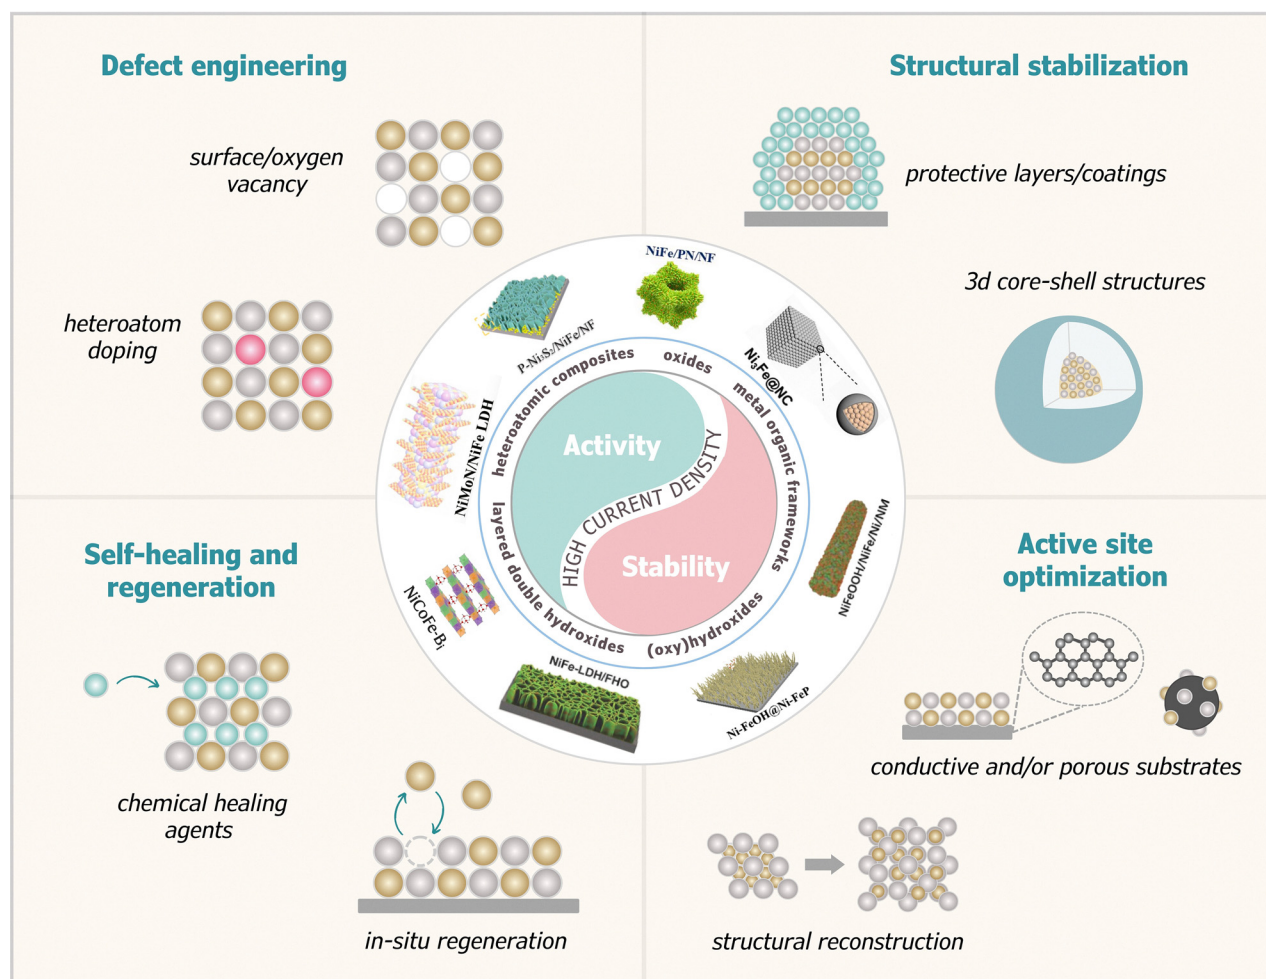 Defect engineering
surface/oxygen
vacancy
heteroatom
doping
Structural stabilization
protective layers/coatings
3d core-shell structures
NiFe/PN/NF
P-Ni₃S₂/NiFe/NF
Ni₃Fe@NC
NiMoN/NiFe LDH
NiFeOOH/NiFe/Ni/NM
NiCoFe-Bᵢ
NiFe-LDH/FHO
Ni-FeOH@Ni-FeP
heteroatomic composites
oxides
metal organic frameworks
layered double hydroxides
(oxy)hydroxides
Activity
HIGH CURRENT DENSITY
Stability
Self-healing and
regeneration
chemical healing
agents
in-situ regeneration
Active site
optimization
conductive and/or porous substrates
structural reconstruction